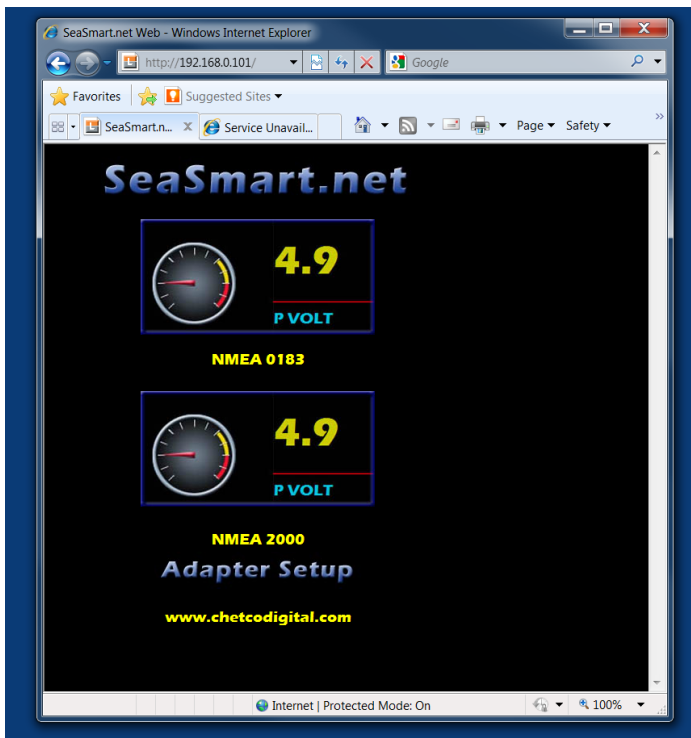 SeaSmart.net Web - Windows Internet Explorer
http://192.168.0.101/
Google
Favorites
Suggested Sites
SeaSmart.n...
Service Unavail...
Page
Safety
SeaSmart.net
4.9
P VOLT
NMEA 0183
4.9
P VOLT
NMEA 2000
Adapter Setup
www.chetcodigital.com
Internet | Protected Mode: On
100%